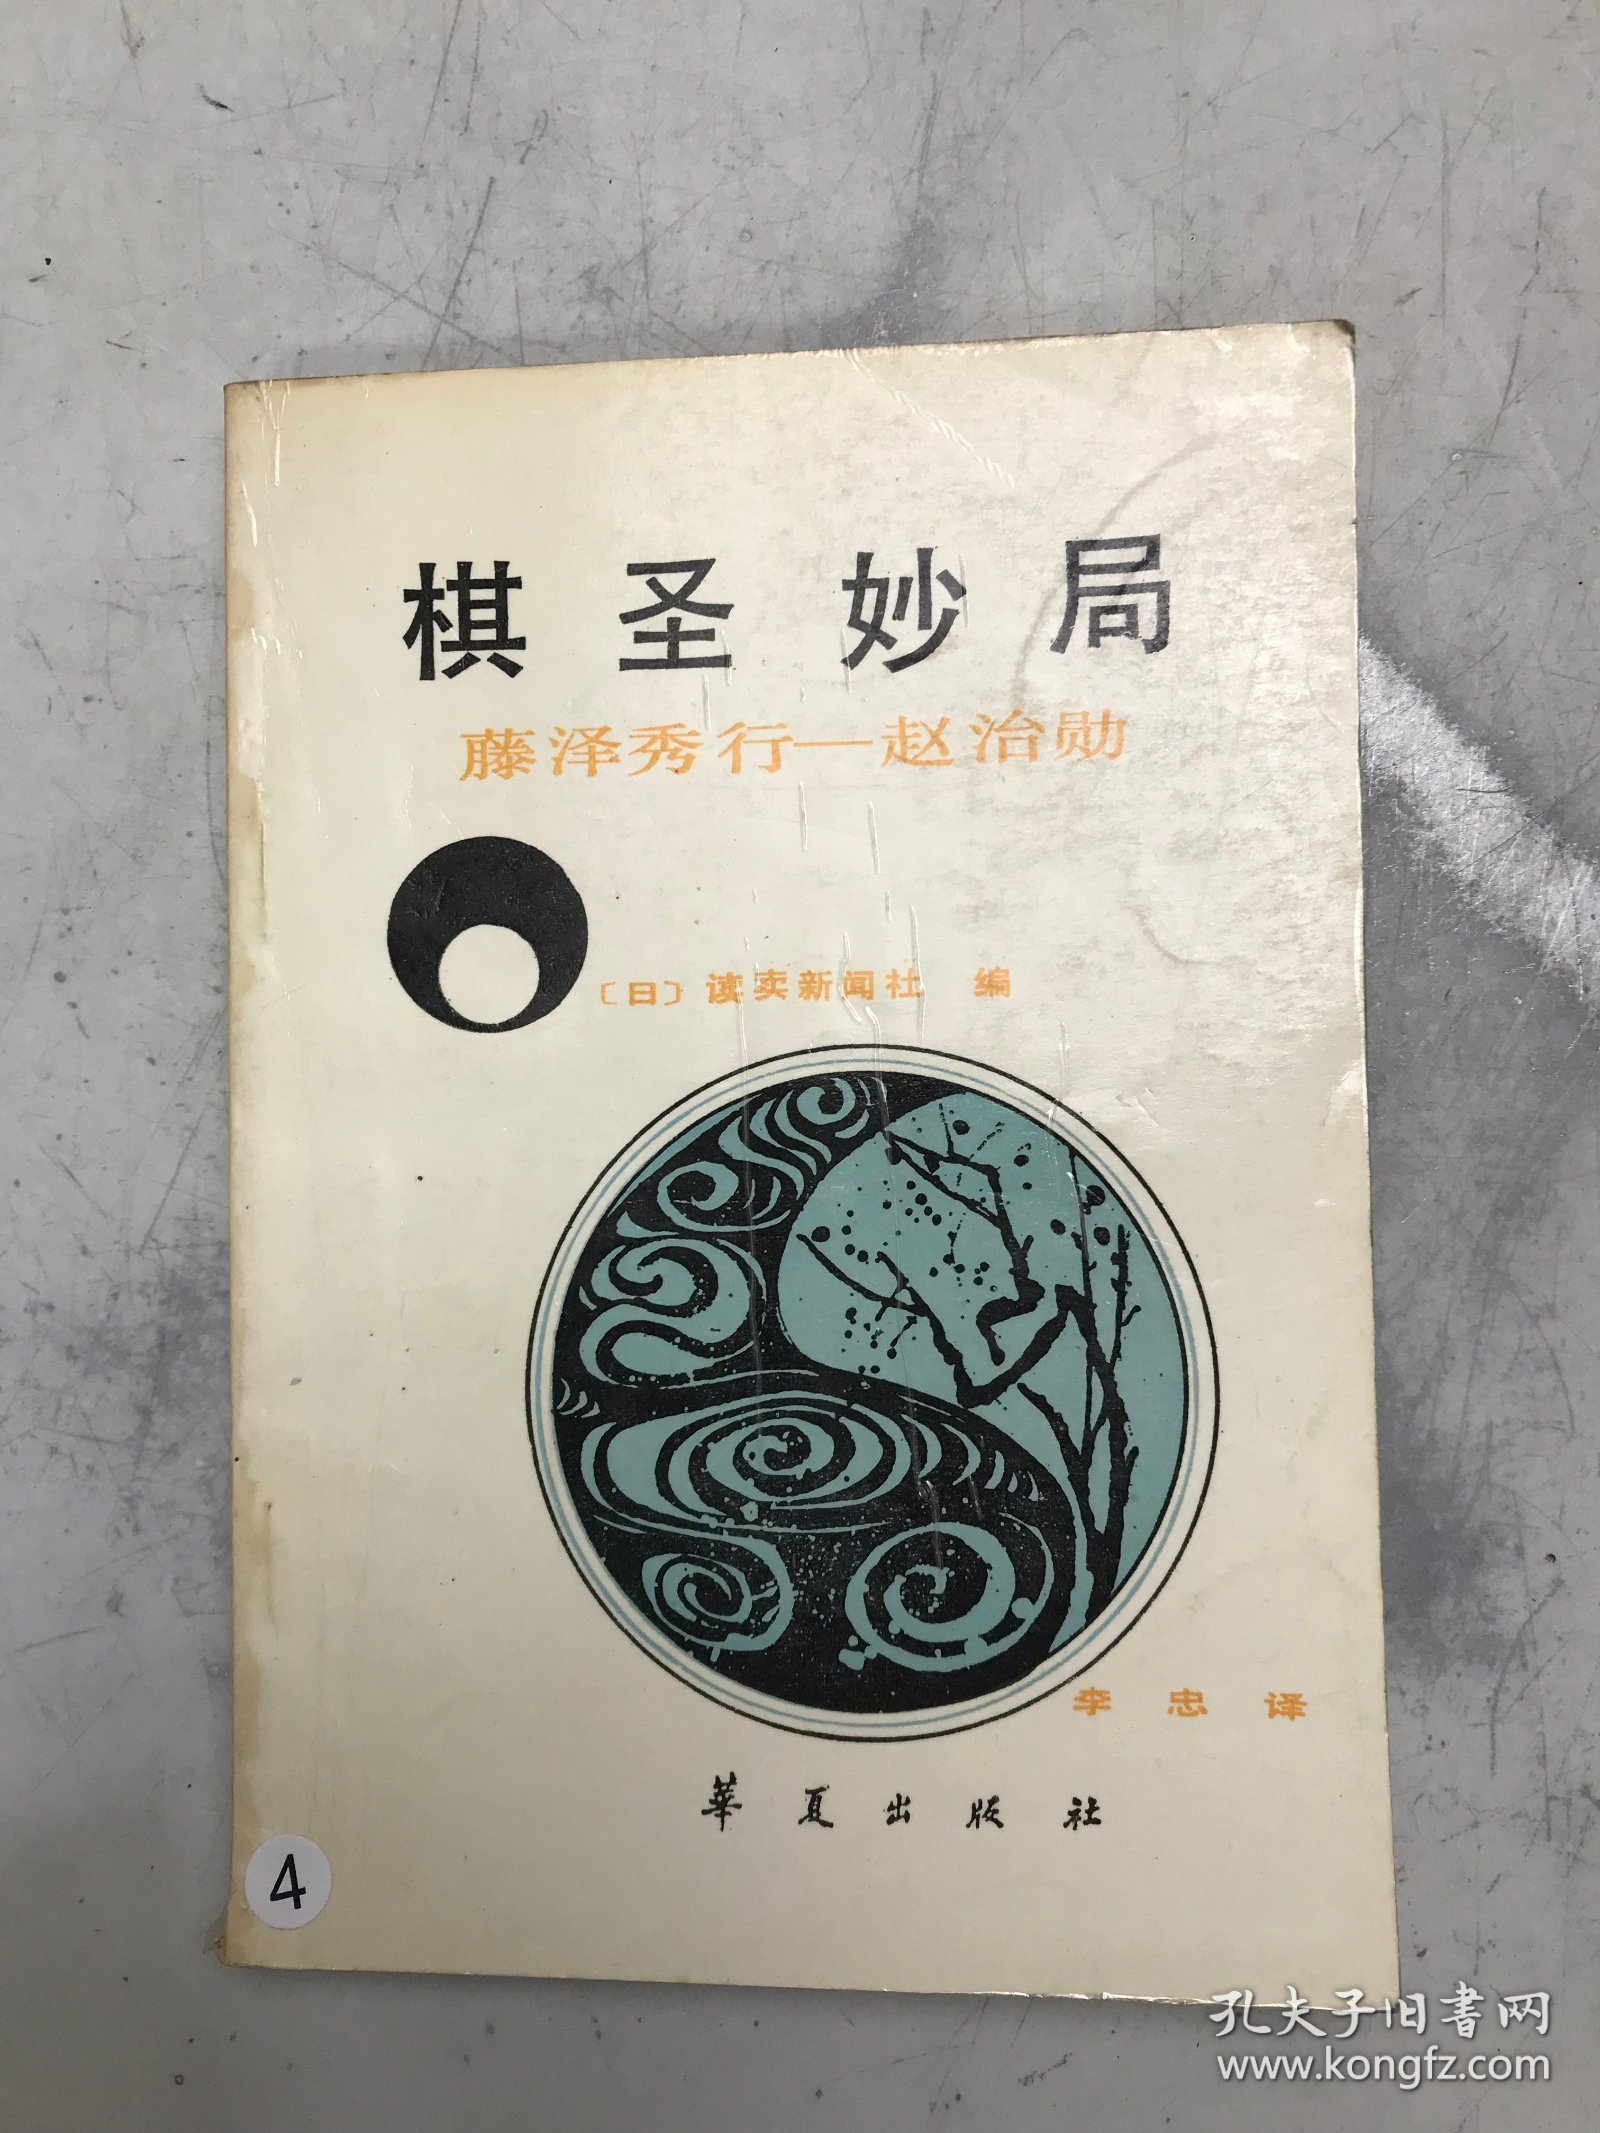 棋圣妙局
藤泽秀行—赵治勋
〔日〕读卖新闻社 编
李忠译
華夏出版社
4
孔夫子旧書网
www.kongfz.com